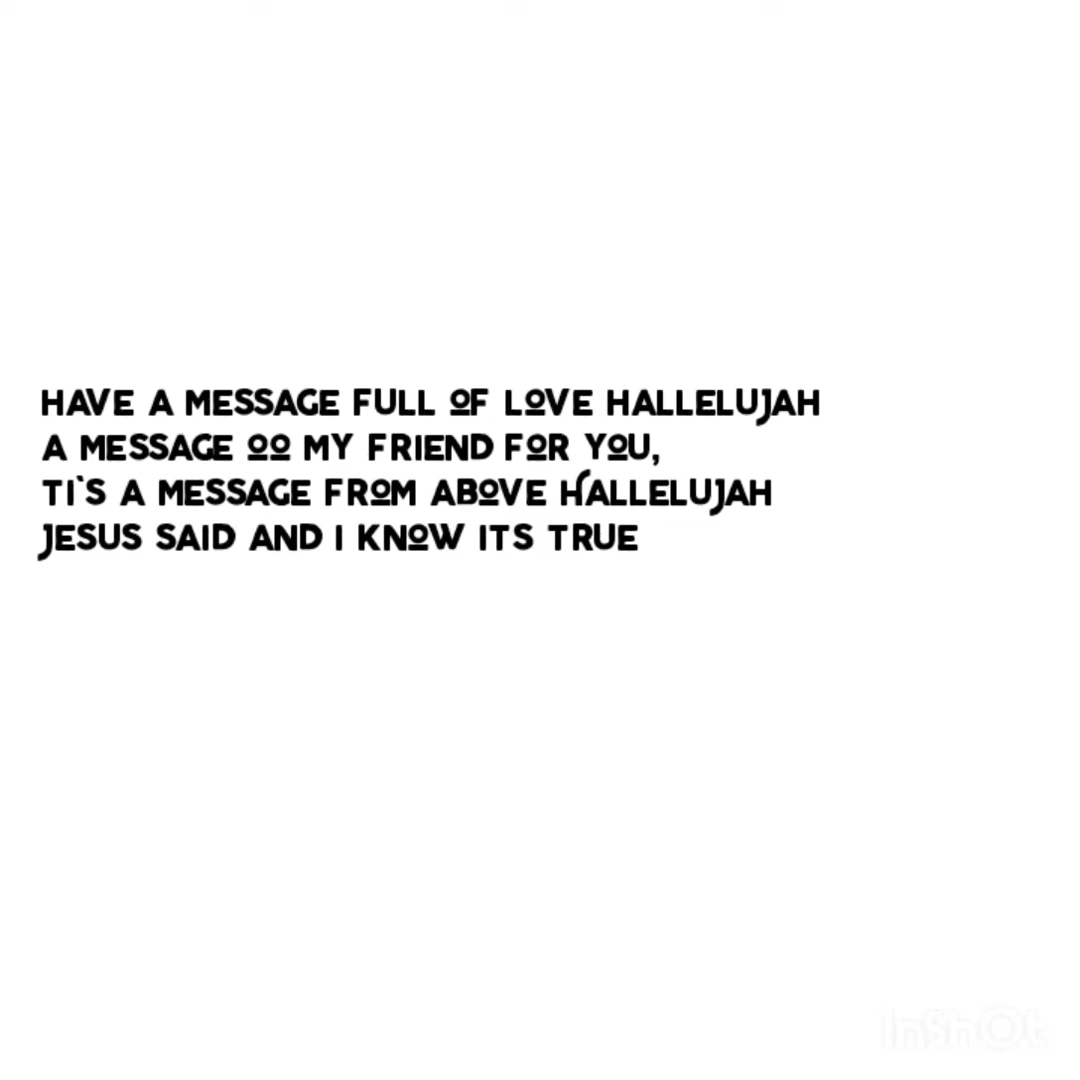 HAVE A MESSAGE FULL OF LOVE HALLELUJAH
A MESSAGE OO MY FRIEND FOR YOU,
TI`S A MESSAGE FROM ABOVE HALLELUJAH
JESUS SAID AND I KNOW ITS TRUE
InShOt